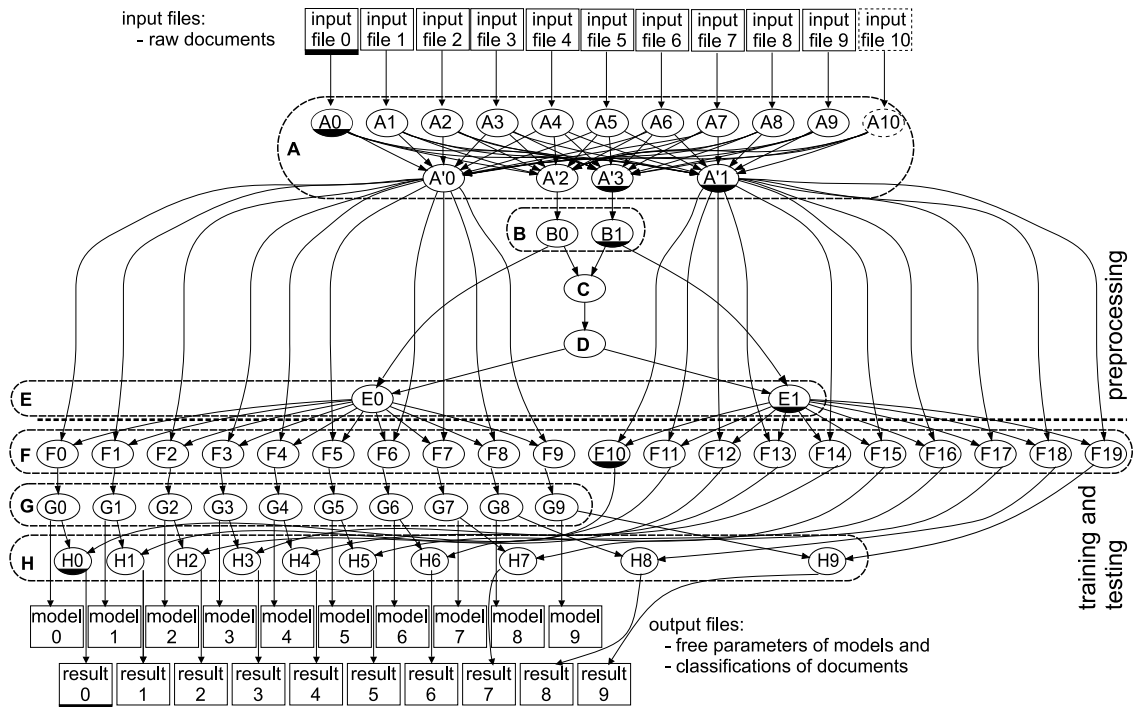 input files:
- raw documents
input file 0
input file 1
input file 2
input file 3
input file 4
input file 5
input file 6
input file 7
input file 8
input file 9
input file 10
A0 A1 A2 A3 A4 A5 A6 A7 A8 A9 A10
A
A'0 A'2 A'3 A'1
B B0 B1
C
D
preprocessing
E E0 E1
F F0 F1 F2 F3 F4 F5 F6 F7 F8 F9 F10 F11 F12 F13 F14 F15 F16 F17 F18 F19
G G0 G1 G2 G3 G4 G5 G6 G7 G8 G9
H H0 H1 H2 H3 H4 H5 H6 H7 H8 H9
training and
testing
model 0
model 1
model 2
model 3
model 4
model 5
model 6
model 7
model 8
model 9
output files:
- free parameters of models and
- classifications of documents
result 0
result 1
result 2
result 3
result 4
result 5
result 6
result 7
result 8
result 9